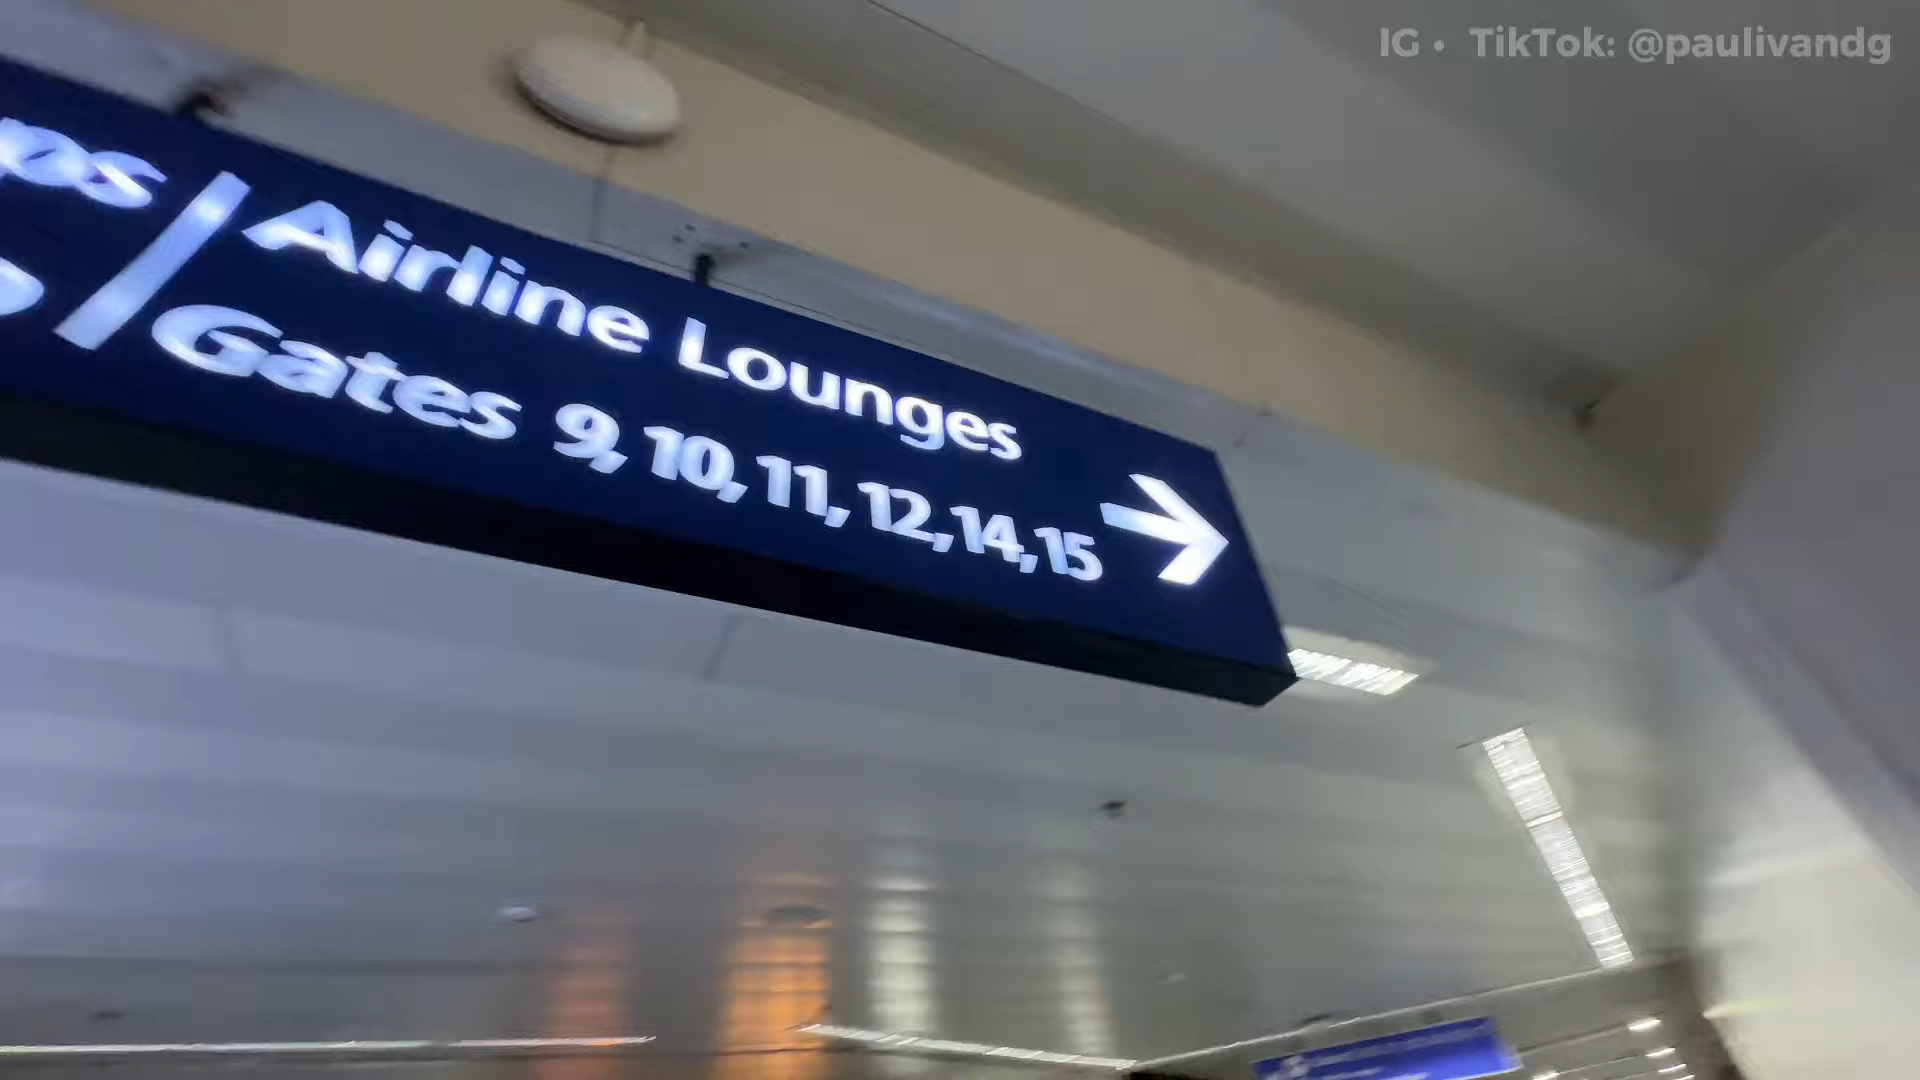 IG • TikTok: @paulivandg
Airline Lounges
Gates 9, 10, 11, 12, 14, 15